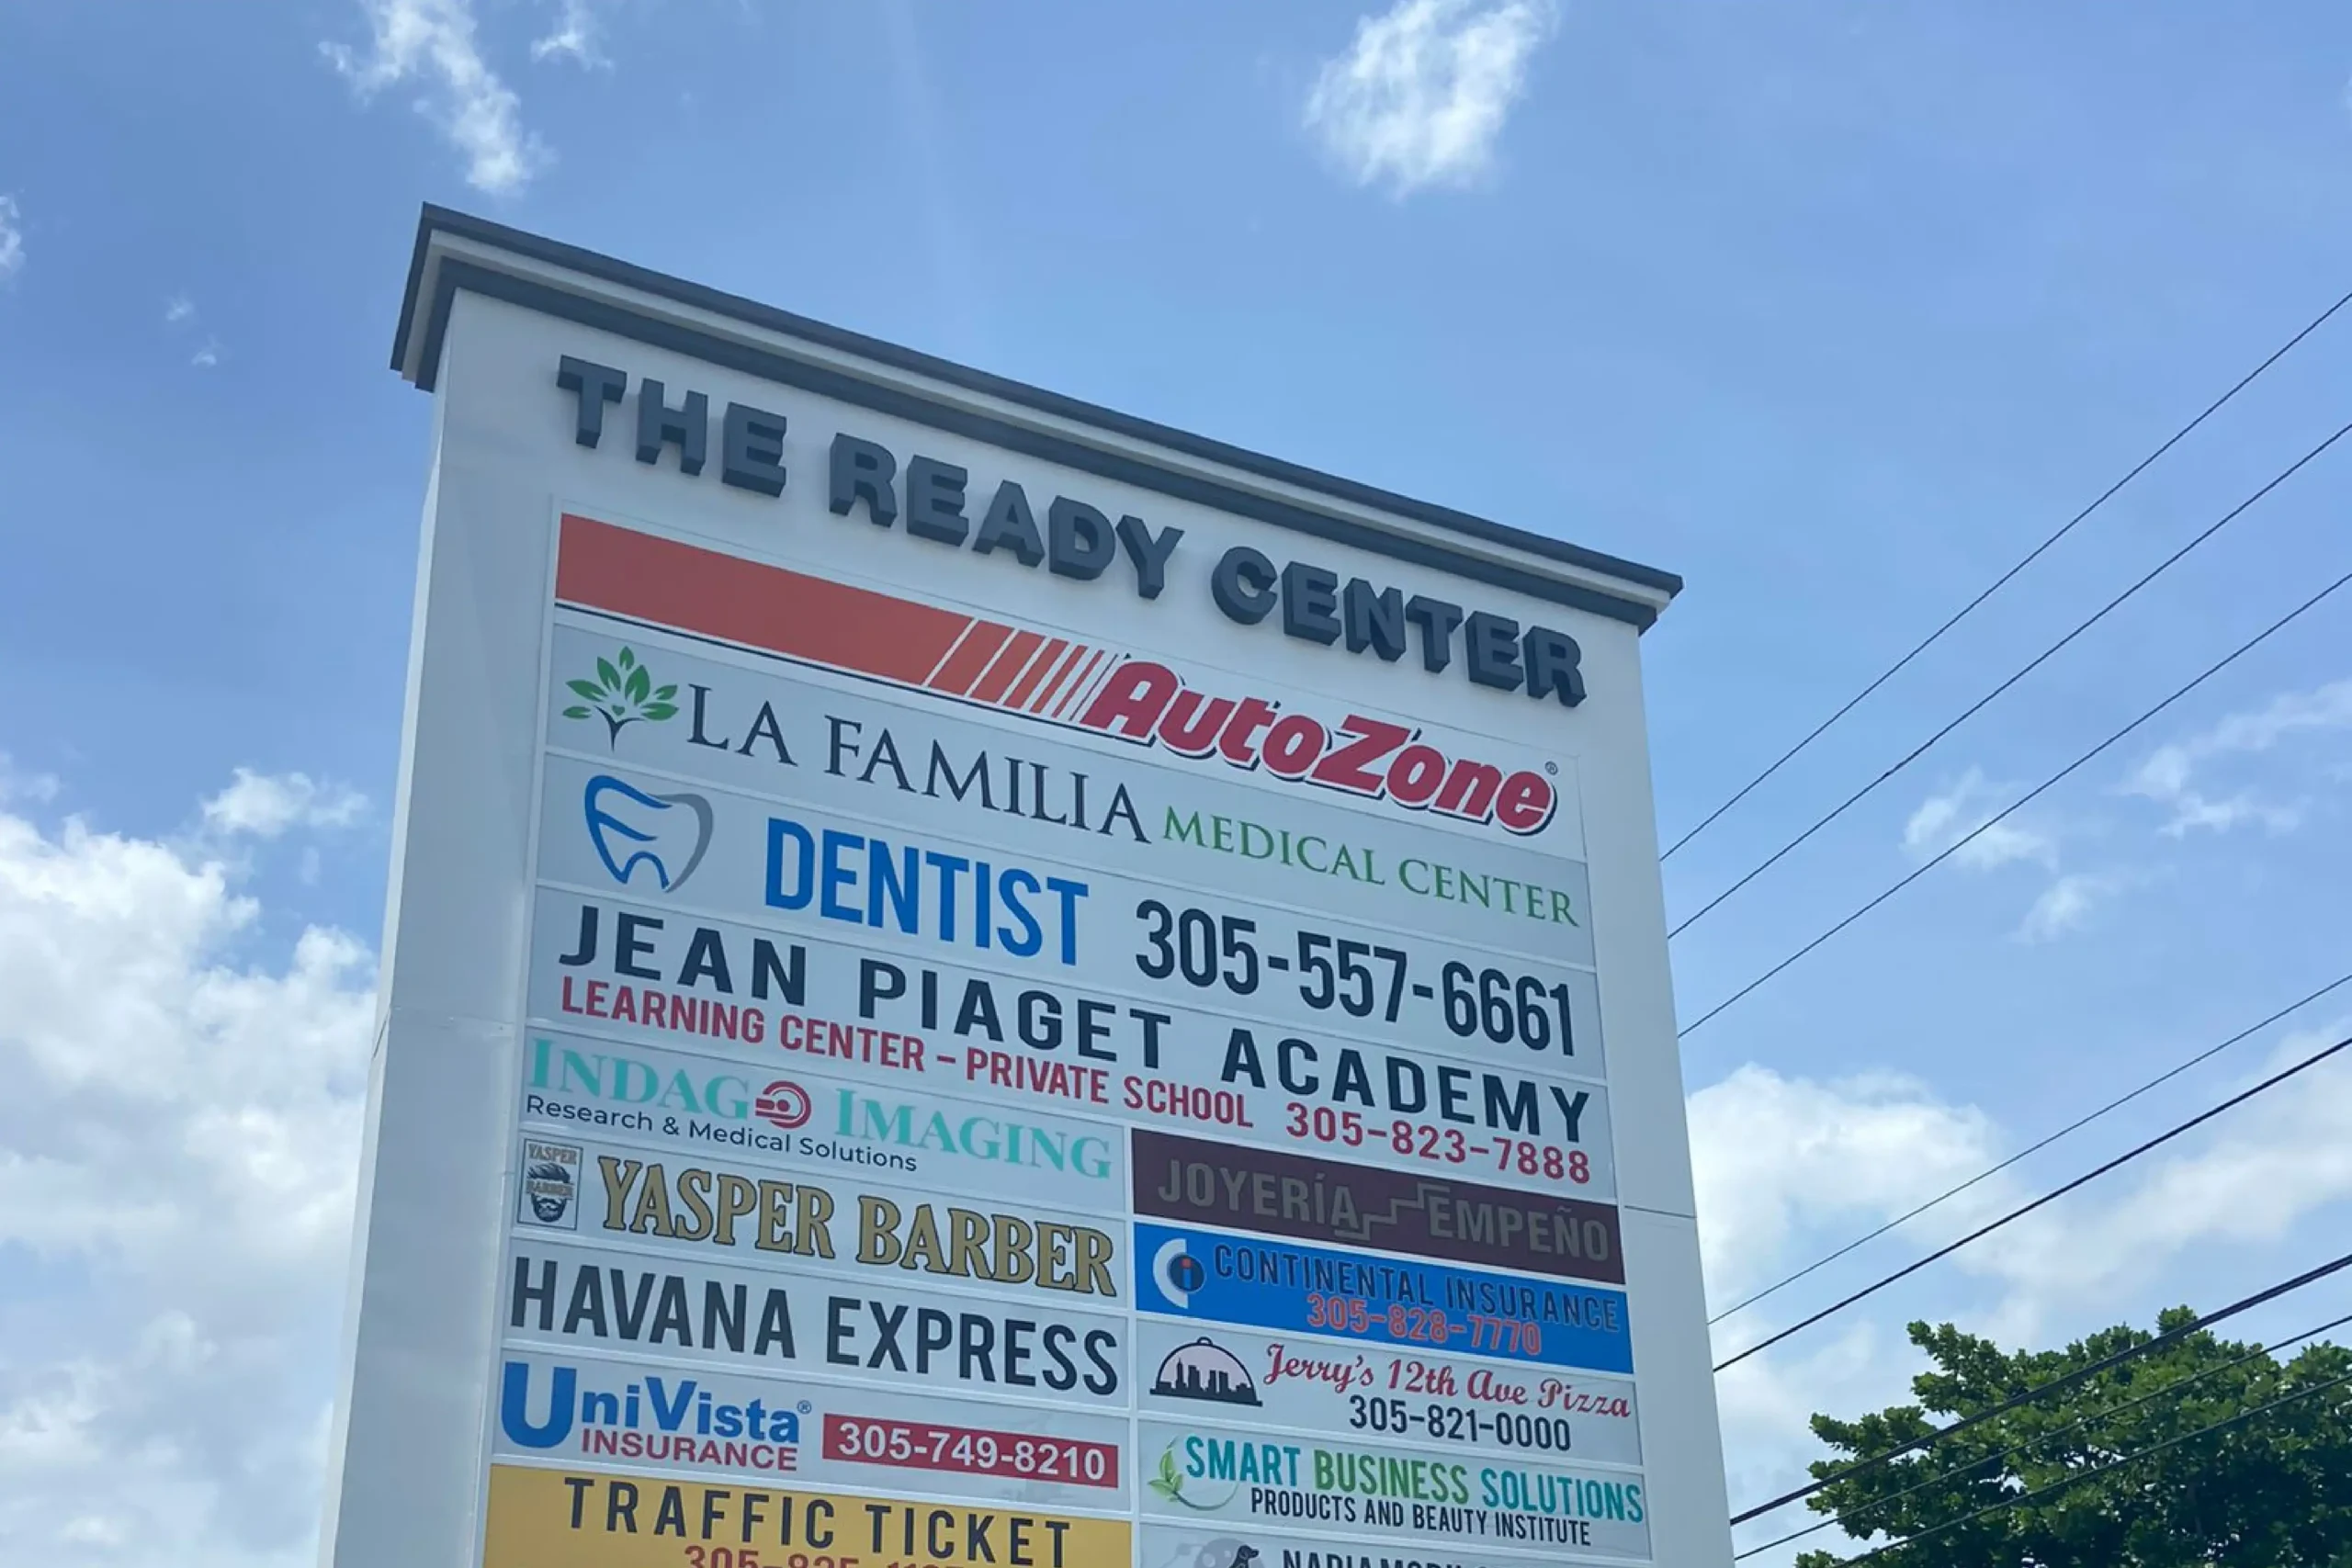 THE READY CENTER
AutoZone®
LA FAMILIA MEDICAL CENTER
DENTIST 305-557-6661
JEAN PIAGET ACADEMY
LEARNING CENTER - PRIVATE SCHOOL 305-823-7888
INDAGO IMAGING
Research & Medical Solutions
JOYERÍA EMPEÑO
YASPER
BARBER
YASPER BARBER
CONTINENTAL INSURANCE
305-828-7770
HAVANA EXPRESS
Jerry's 12th Ave Pizza
305-821-0000
UniVista®
INSURANCE
305-749-8210
SMART BUSINESS SOLUTIONS
PRODUCTS AND BEAUTY INSTITUTE
TRAFFIC TICKET